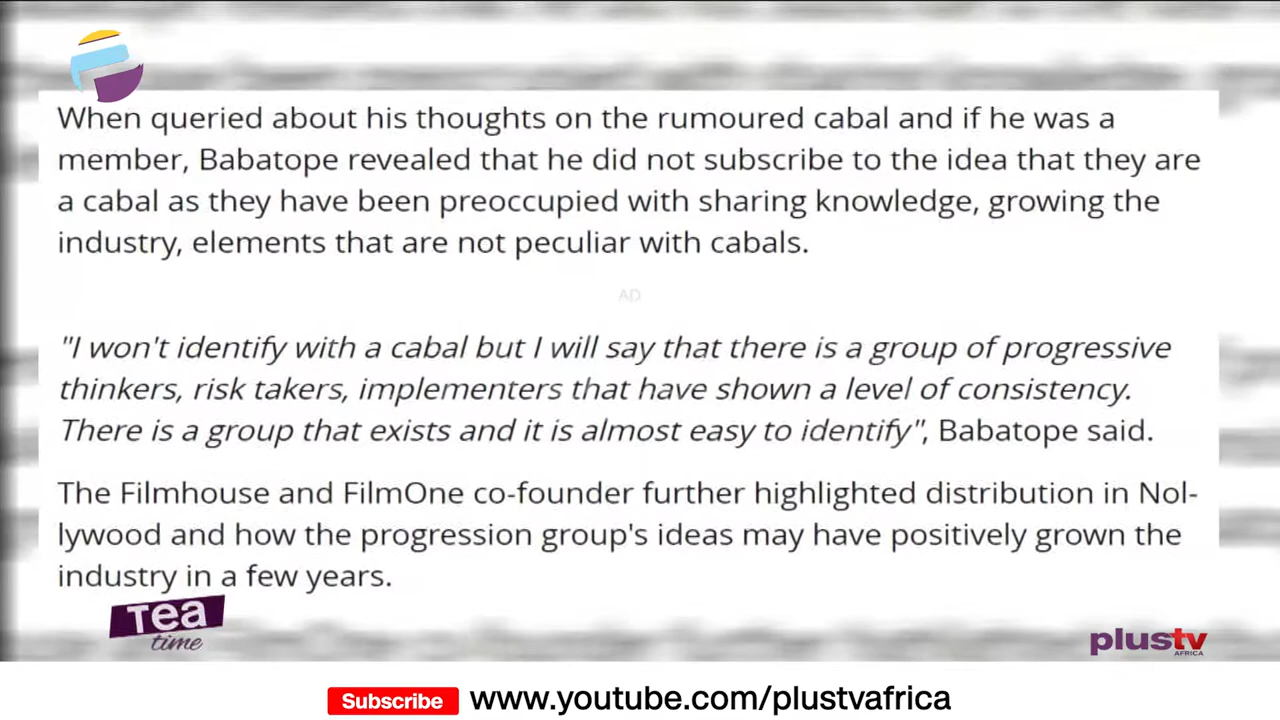 When queried about his thoughts on the rumoured cabal and if he was a
member, Babatope revealed that he did not subscribe to the idea that they are
a cabal as they have been preoccupied with sharing knowledge, growing the
industry, elements that are not peculiar with cabals.
AD
"I won't identify with a cabal but I will say that there is a group of progressive
thinkers, risk takers, implementers that have shown a level of consistency.
There is a group that exists and it is almost easy to identify", Babatope said.
The Filmhouse and FilmOne co-founder further highlighted distribution in Nol-
lywood and how the progression group's ideas may have positively grown the
industry in a few years.
Tea
time
plustv
AFRICA
Subscribe www.youtube.com/plustvafrica